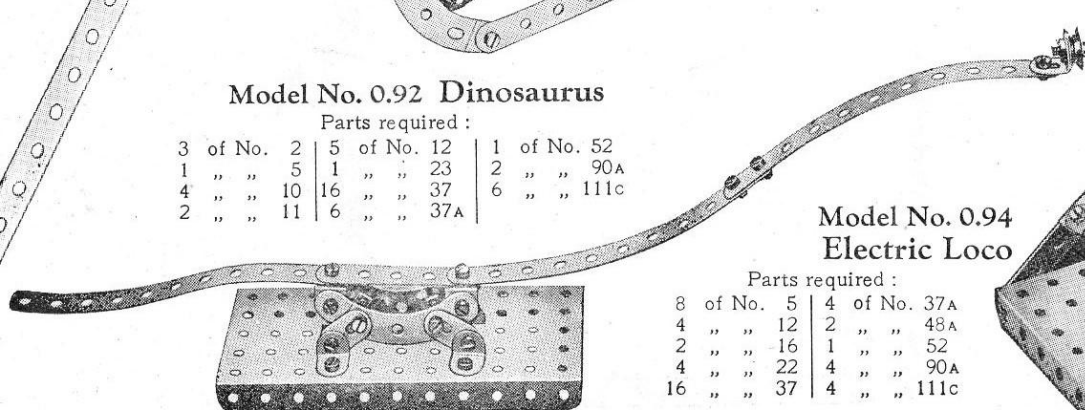 Model No. 0.92 Dinosaurus
Parts required :
3 of No. 2 | 5 of No. 12 | 1 of No. 52
1 „ „ 5 | 1 „ „ 23 | 2 „ „ 90A
4 „ „ 10 | 16 „ „ 37 | 6 „ „ 111c
2 „ „ 11 | 6 „ „ 37A
Model No. 0.94
Electric Loco
Parts required :
8 of No. 5 | 4 of No. 37A
4 „ „ 12 | 2 „ „ 48A
2 „ „ 16 | 1 „ „ 52
4 „ „ 22 | 4 „ „ 90A
16 „ „ 37 | 4 „ „ 111c